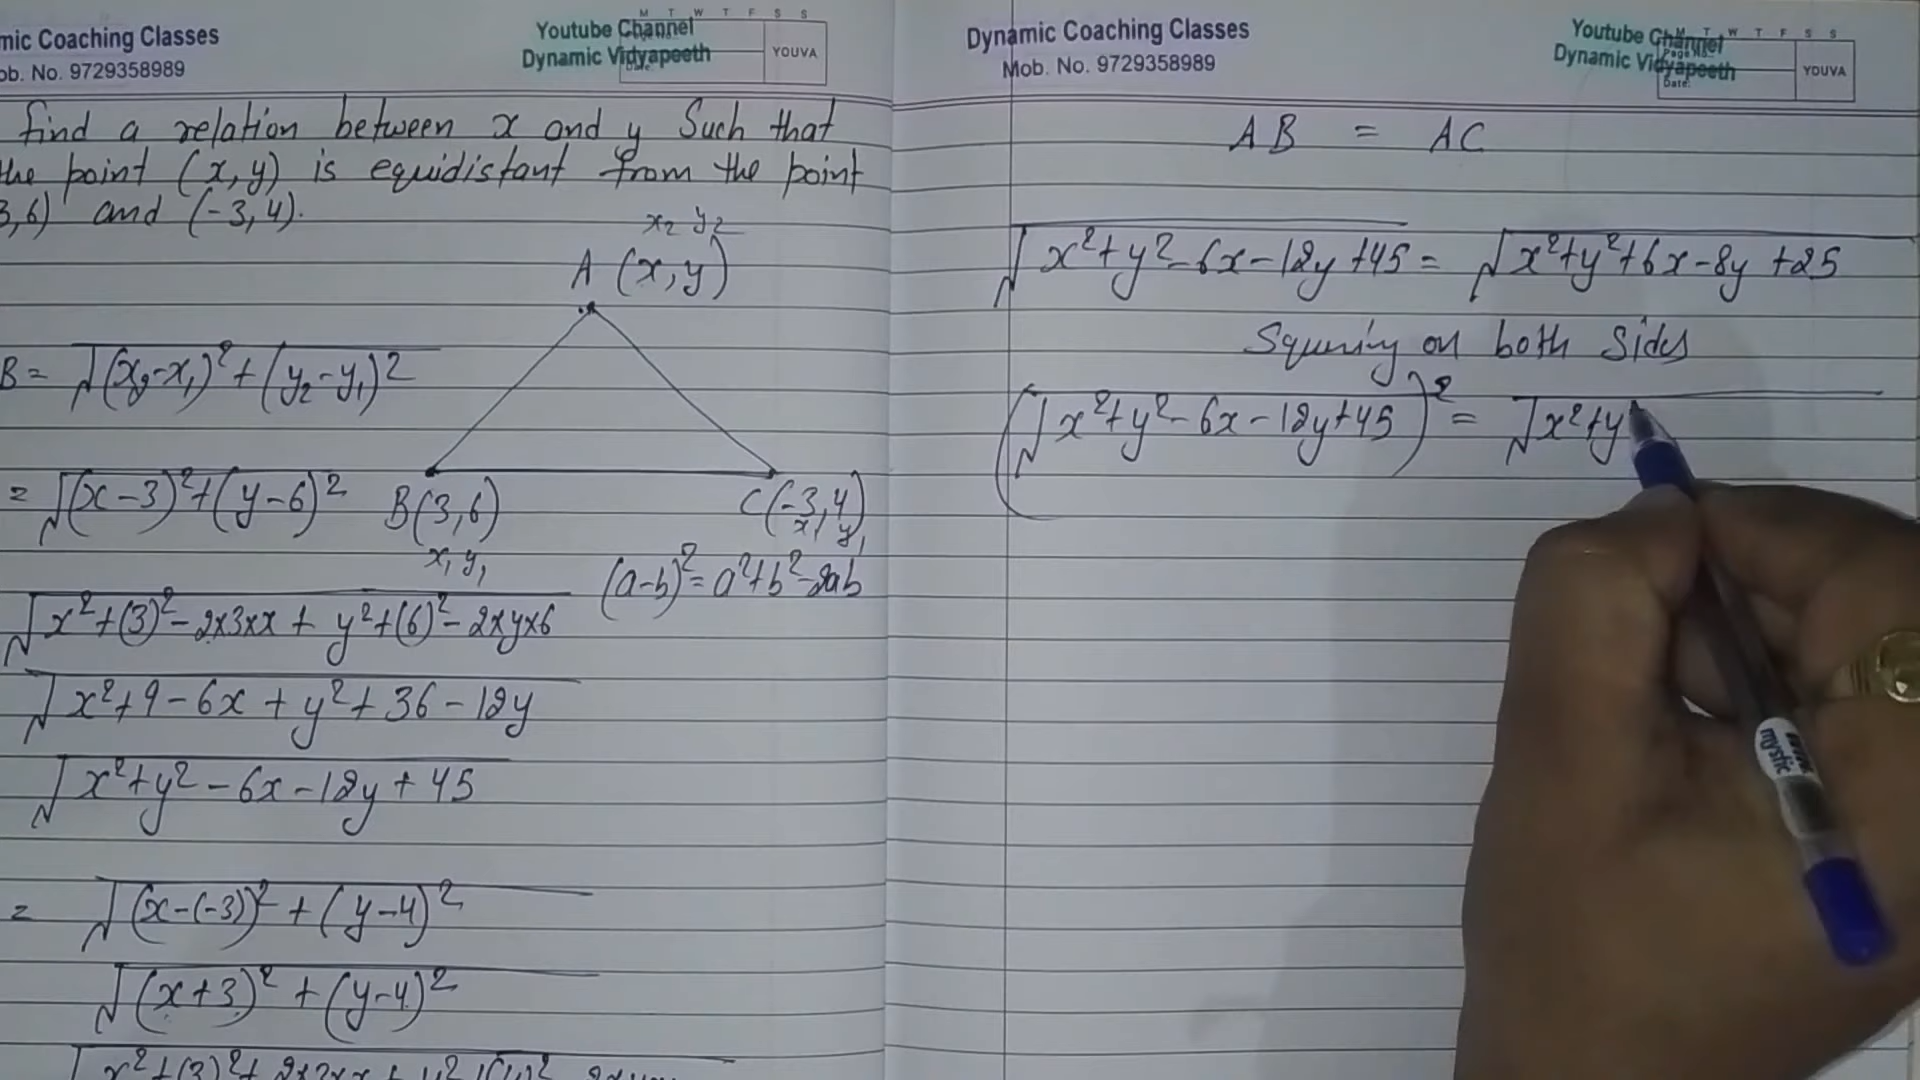 mic Coaching Classes
ob. No. 9729358989
Youtube Channel
Dynamic Vidyapeeth
M T W T F S S
YOUVA
find a relation between x and y Such that
the point (x, y) is equidistant from the point
3,6) and (-3,4).
x2 y2
A (x, y)
B = √(x2-x1)²+(y2-y1)²
= √(x-3)²+(y-6)²
B(3,6)
x1 y1
C(-3,4)
x1 y1
(a-b)²=a²+b²-2ab
√x²+(3)²-2x3xx + y²+(6)²-2xyx6
√x²+9-6x+y²+36-12y
√x²+y²-6x-12y+45
= √(x-(-3))²+(y-4)²
√(x+3)²+(y-4)²
Dynamic Coaching Classes
Mob. No. 9729358989
Youtube Channel
Dynamic Vidyapeeth
T W T F S S
Date:
YOUVA
AB = AC
√x²+y²-6x-12y+45 = √x²+y²+6x-8y+25
Squring on both Sides
(√x²+y²-6x-12y+45)² = √x²+y
mystic